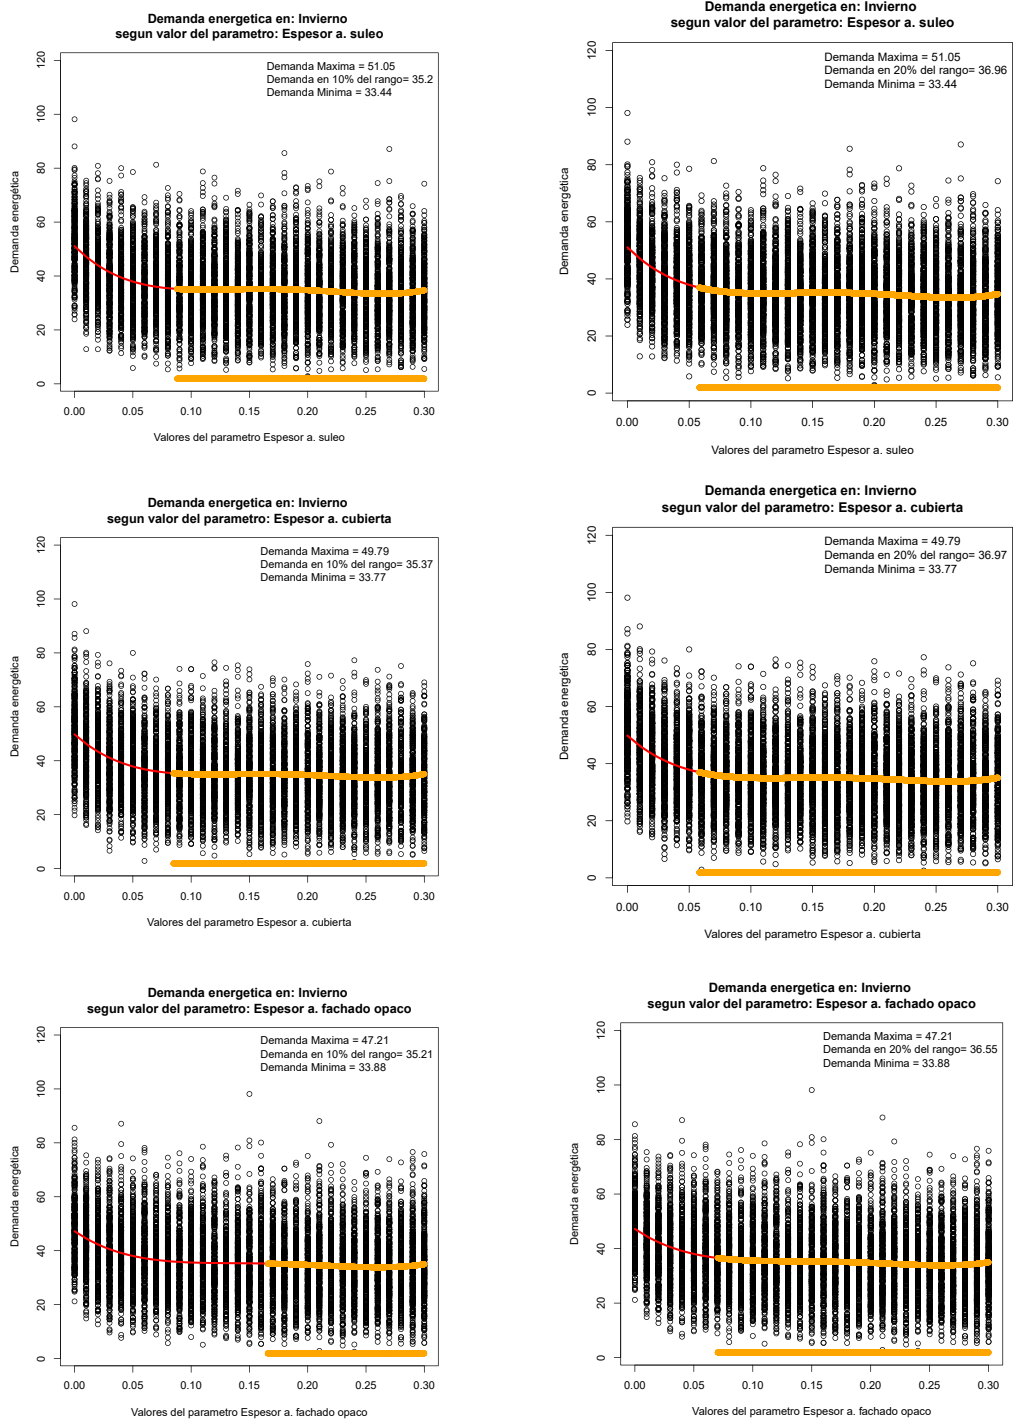 Demanda energetica en: Invierno
segun valor del parametro: Espesor a. suleo
Demanda Maxima = 51.05
Demanda en 10% del rango= 35.2
Demanda Minima = 33.44
Demanda energética
0 20 40 60 80 100 120
0.00 0.05 0.10 0.15 0.20 0.25 0.30
Valores del parametro Espesor a. suleo
Demanda energetica en: Invierno
segun valor del parametro: Espesor a. suleo
Demanda Maxima = 51.05
Demanda en 20% del rango= 36.96
Demanda Minima = 33.44
Demanda energética
0 20 40 60 80 100 120
0.00 0.05 0.10 0.15 0.20 0.25 0.30
Valores del parametro Espesor a. suleo
Demanda energetica en: Invierno
segun valor del parametro: Espesor a. cubierta
Demanda Maxima = 49.79
Demanda en 10% del rango= 35.37
Demanda Minima = 33.77
Demanda energética
0 20 40 60 80 100 120
0.00 0.05 0.10 0.15 0.20 0.25 0.30
Valores del parametro Espesor a. cubierta
Demanda energetica en: Invierno
segun valor del parametro: Espesor a. cubierta
Demanda Maxima = 49.79
Demanda en 20% del rango= 36.97
Demanda Minima = 33.77
Demanda energética
0 20 40 60 80 100 120
0.00 0.05 0.10 0.15 0.20 0.25 0.30
Valores del parametro Espesor a. cubierta
Demanda energetica en: Invierno
segun valor del parametro: Espesor a. fachado opaco
Demanda Maxima = 47.21
Demanda en 10% del rango= 35.21
Demanda Minima = 33.88
Demanda energética
0 20 40 60 80 100 120
0.00 0.05 0.10 0.15 0.20 0.25 0.30
Valores del parametro Espesor a. fachado opaco
Demanda energetica en: Invierno
segun valor del parametro: Espesor a. fachado opaco
Demanda Maxima = 47.21
Demanda en 20% del rango= 36.55
Demanda Minima = 33.88
Demanda energética
0 20 40 60 80 100 120
0.00 0.05 0.10 0.15 0.20 0.25 0.30
Valores del parametro Espesor a. fachado opaco